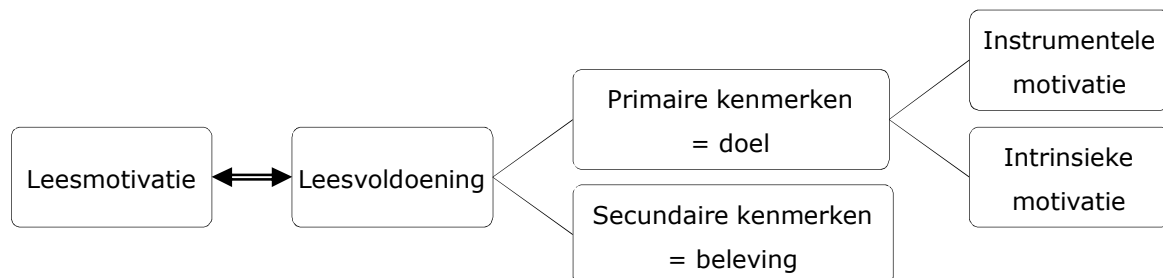 Leesmotivatie
Leesvoldoening
Primaire kenmerken
= doel
Secundaire kenmerken
= beleving
Instrumentele
motivatie
Intrinsieke
motivatie